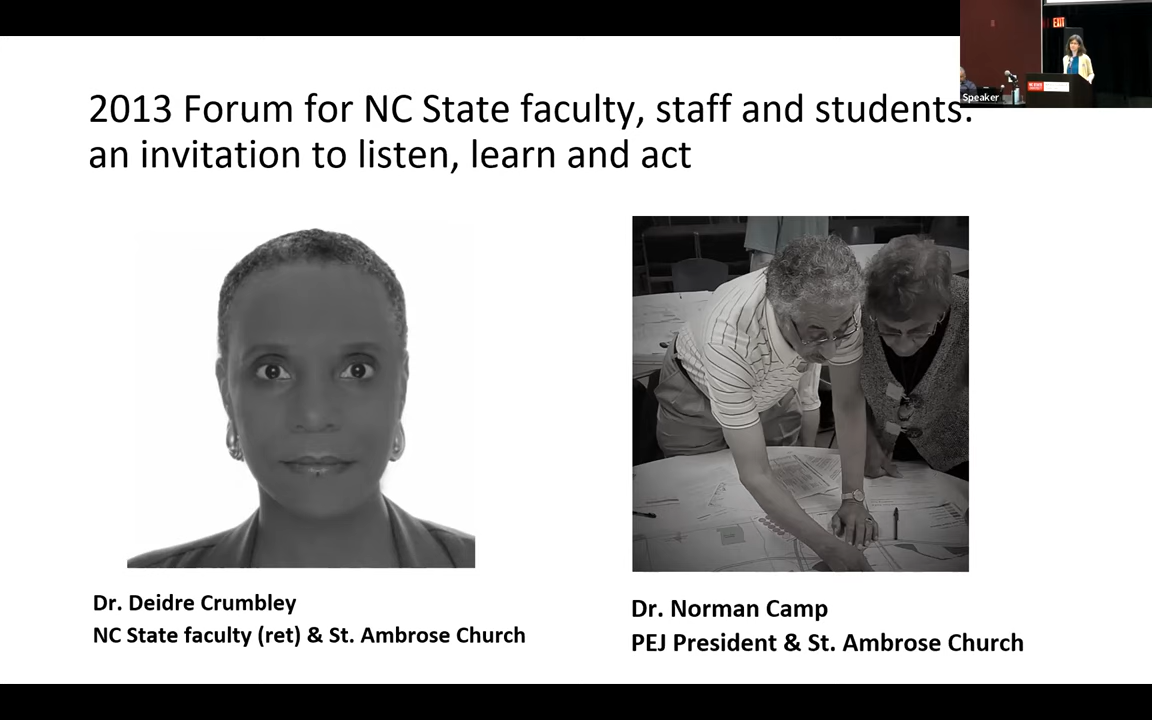 2013 Forum for NC State faculty, staff and students:
an invitation to listen, learn and act
EXIT
Speaker
Dr. Deidre Crumbley
NC State faculty (ret) & St. Ambrose Church
Dr. Norman Camp
PEJ President & St. Ambrose Church